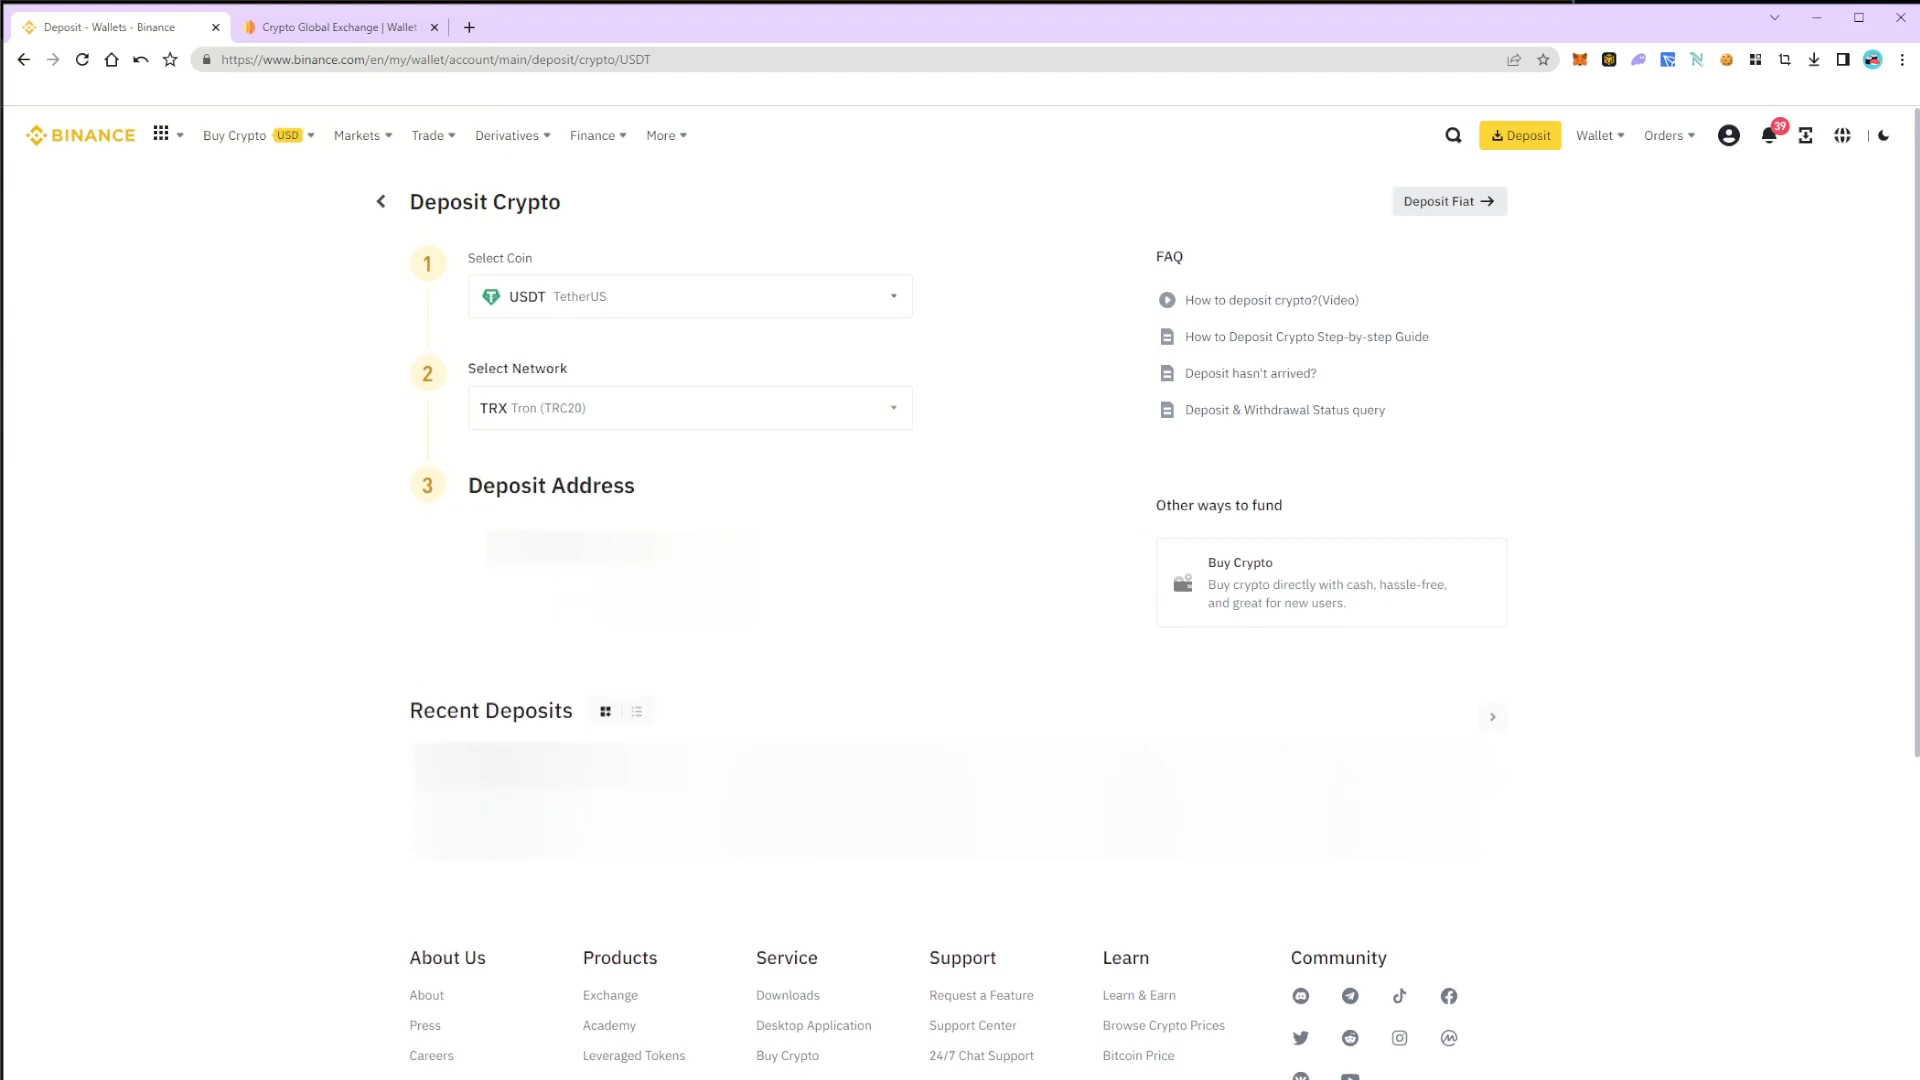 Deposit - Wallets - Binance
Crypto Global Exchange | Wallet
https://www.binance.com/en/my/wallet/account/main/deposit/crypto/USDT
BINANCE
Buy Crypto USD
Markets
Trade
Derivatives
Finance
More
Deposit
Wallet
Orders
39
Deposit Crypto
Deposit Fiat
1
Select Coin
USDT TetherUS
2
Select Network
TRX Tron (TRC20)
3
Deposit Address
FAQ
How to deposit crypto?(Video)
How to Deposit Crypto Step-by-step Guide
Deposit hasn't arrived?
Deposit & Withdrawal Status query
Other ways to fund
Buy Crypto
Buy crypto directly with cash, hassle-free,
and great for new users.
Recent Deposits
About Us
About
Press
Careers
Products
Exchange
Academy
Leveraged Tokens
Service
Downloads
Desktop Application
Buy Crypto
Support
Request a Feature
Support Center
24/7 Chat Support
Learn
Learn & Earn
Browse Crypto Prices
Bitcoin Price
Community